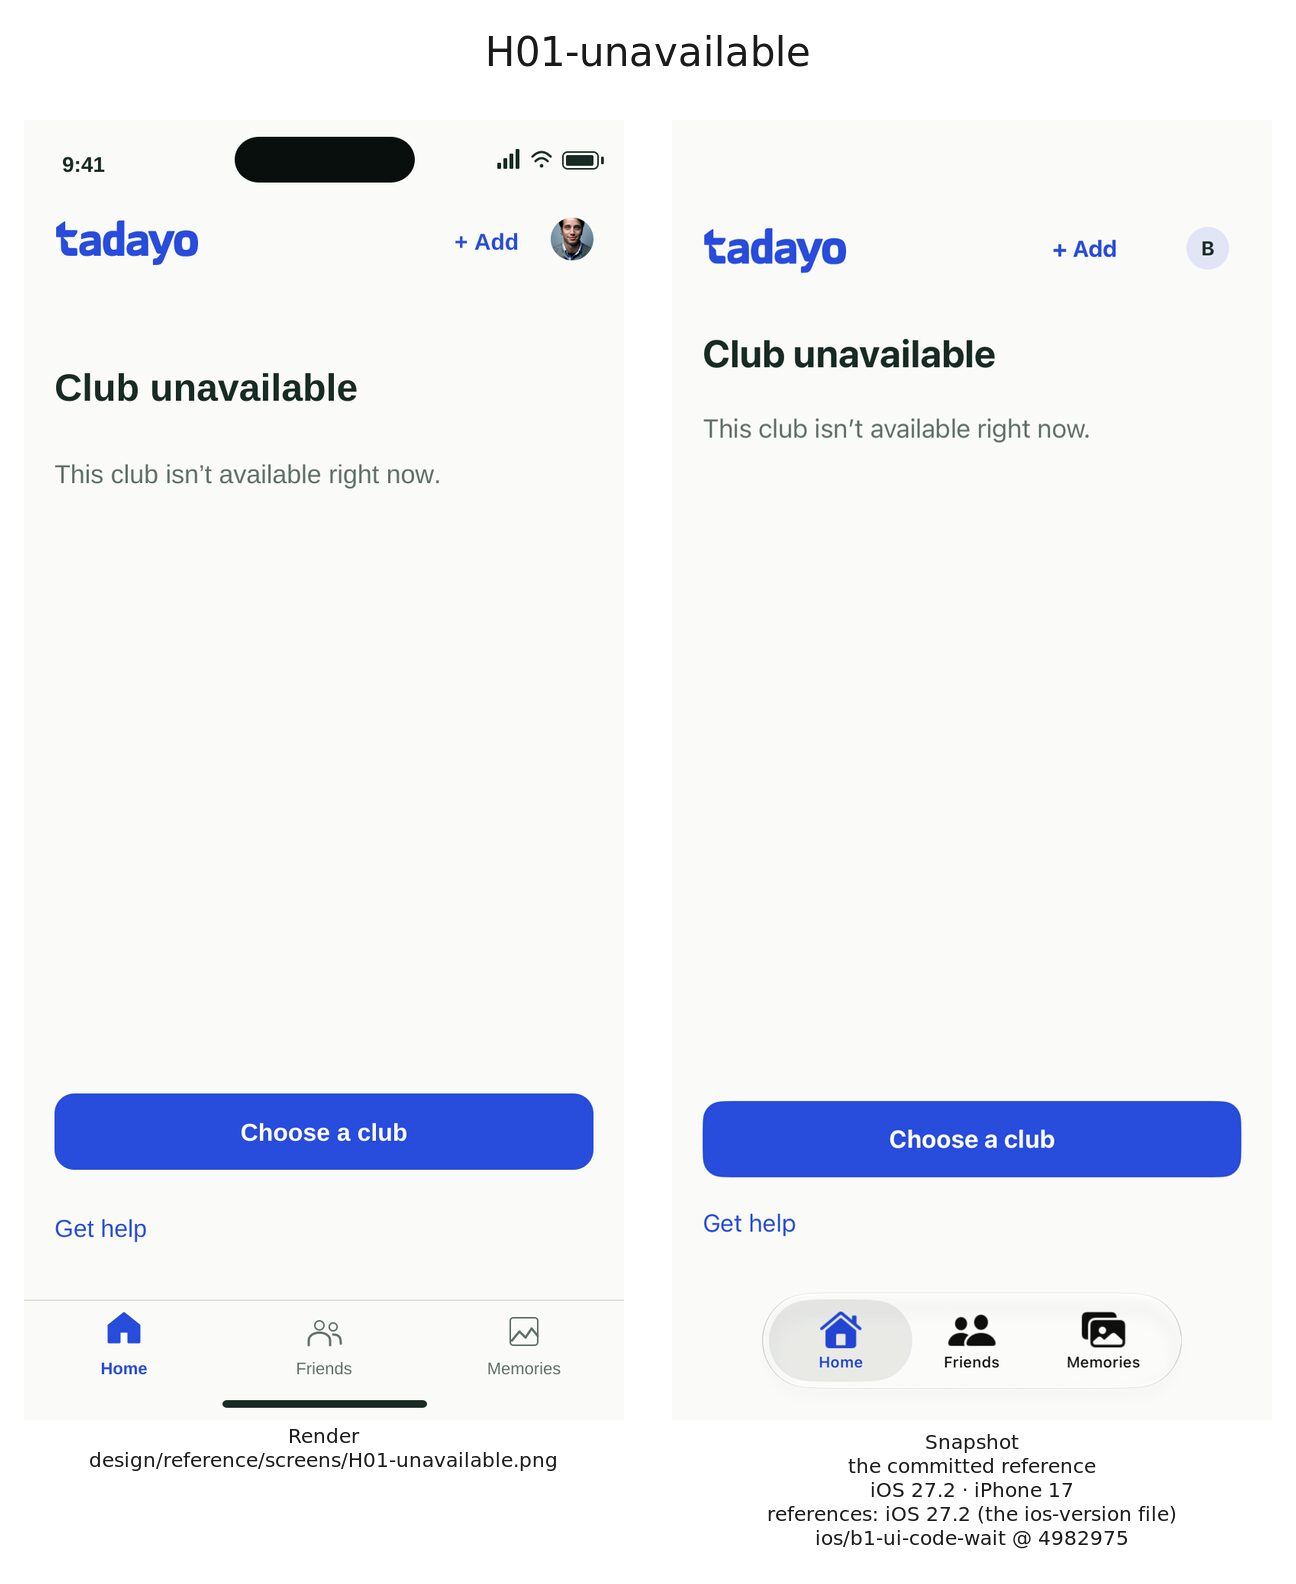 H01-unavailable
9:41
tadayo
+ Add
Club unavailable
This club isn’t available right now.
Choose a club
Get help
Home
Friends
Memories
Render
design/reference/screens/H01-unavailable.png
tadayo
+ Add
B
Club unavailable
This club isn’t available right now.
Choose a club
Get help
Home
Friends
Memories
Snapshot
the committed reference
iOS 27.2 · iPhone 17
references: iOS 27.2 (the ios-version file)
ios/b1-ui-code-wait @ 4982975